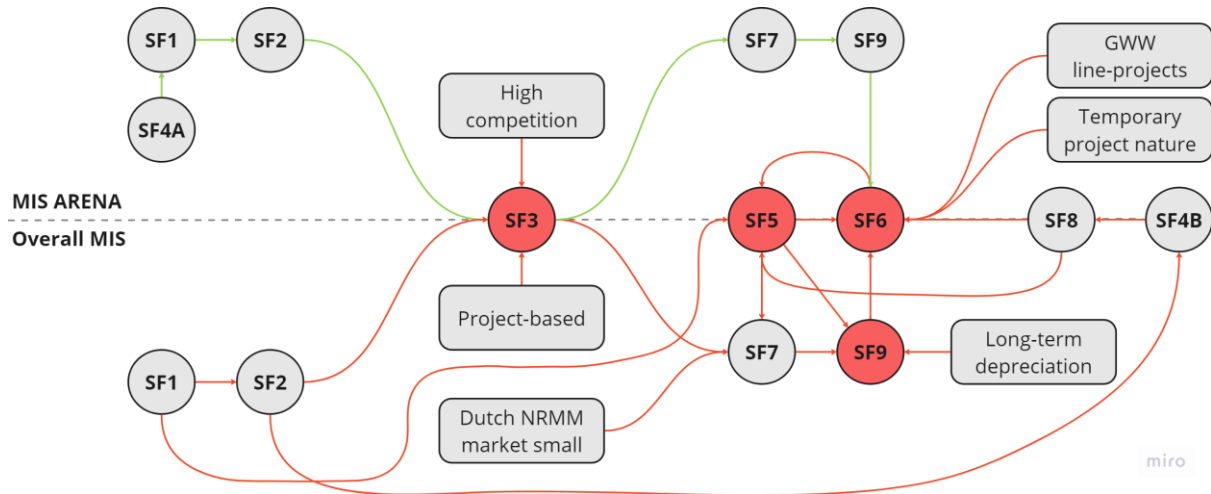 SF1
SF2
SF7
SF9
GWW
line-projects
High
competition
Temporary
project nature
SF4A
MIS ARENA
Overall MIS
SF3
SF5
SF6
SF8
SF4B
Project-based
SF7
SF9
Long-term
depreciation
SF1
SF2
Dutch NRMM
market small
miro